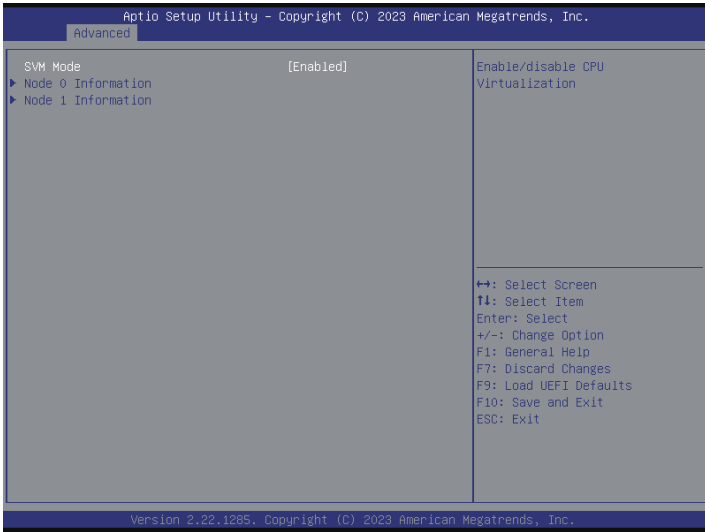 Aptio Setup Utility – Copyright (C) 2023 American Megatrends, Inc.
Advanced
SVM Mode [Enabled]
Node 0 Information
Node 1 Information
Enable/disable CPU
Virtualization
↔: Select Screen
↑↓: Select Item
Enter: Select
+/-: Change Option
F1: General Help
F7: Discard Changes
F9: Load UEFI Defaults
F10: Save and Exit
ESC: Exit
Version 2.22.1285. Copyright (C) 2023 American Megatrends, Inc.